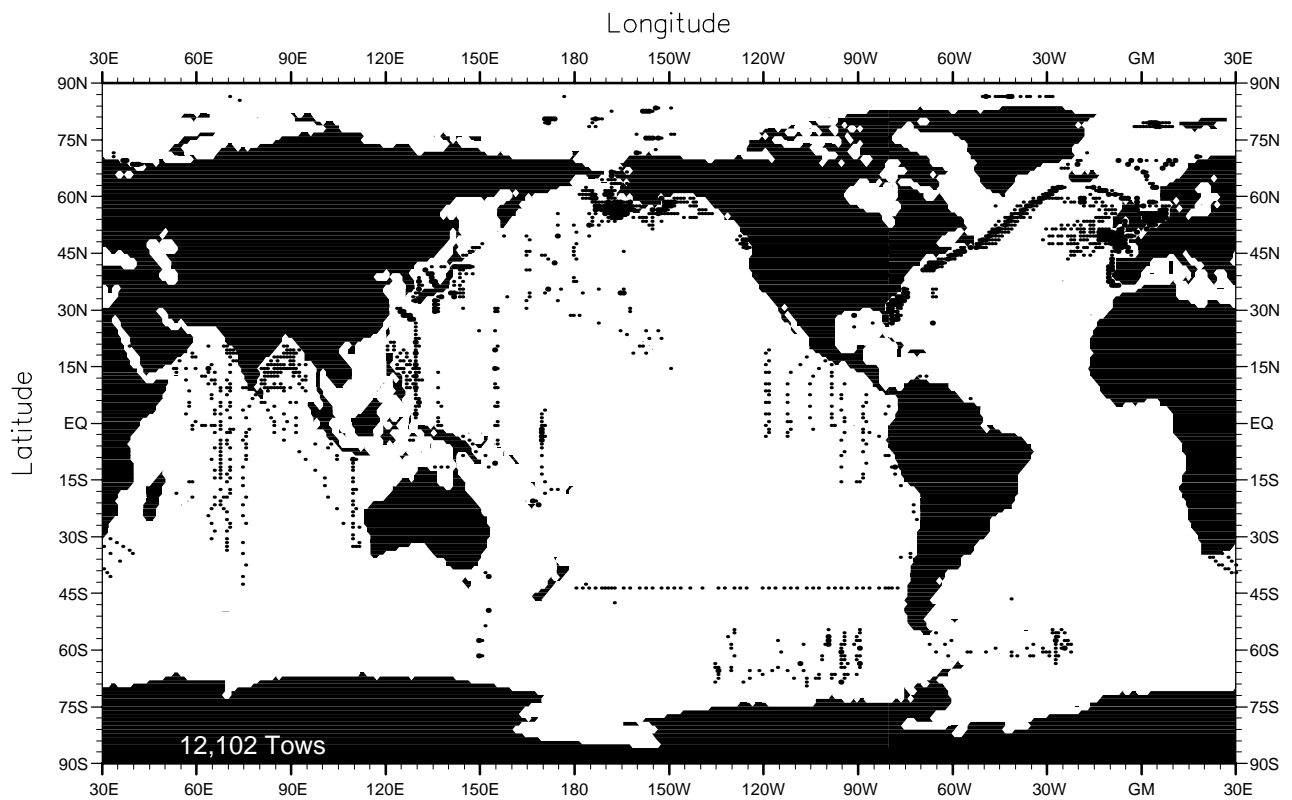 Longitude
30E 60E 90E 120E 150E 180 150W 120W 90W 60W 30W GM 30E
90N 90N
75N 75N
60N 60N
45N 45N
30N 30N
15N 15N
Latitude
EQ EQ
15S 15S
30S 30S
45S 45S
60S 60S
75S 75S
12,102 Tows
90S 90S
30E 60E 90E 120E 150E 180 150W 120W 90W 60W 30W GM 30E